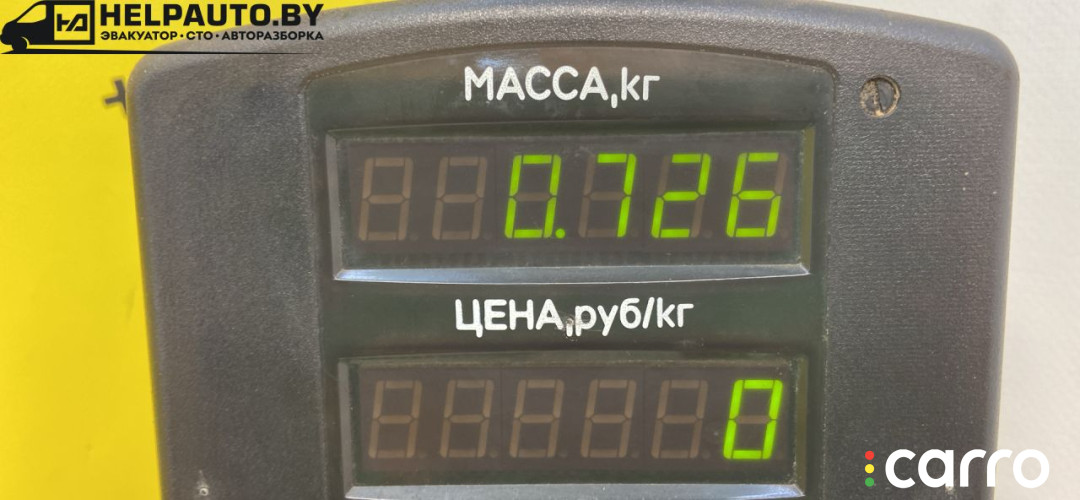 HELPAUTO.BY
ЭВАКУАТОР•СТО•АВТОРАЗБОРКА
МАССА,кг
0.726
ЦЕНА,руб/кг
0
carro